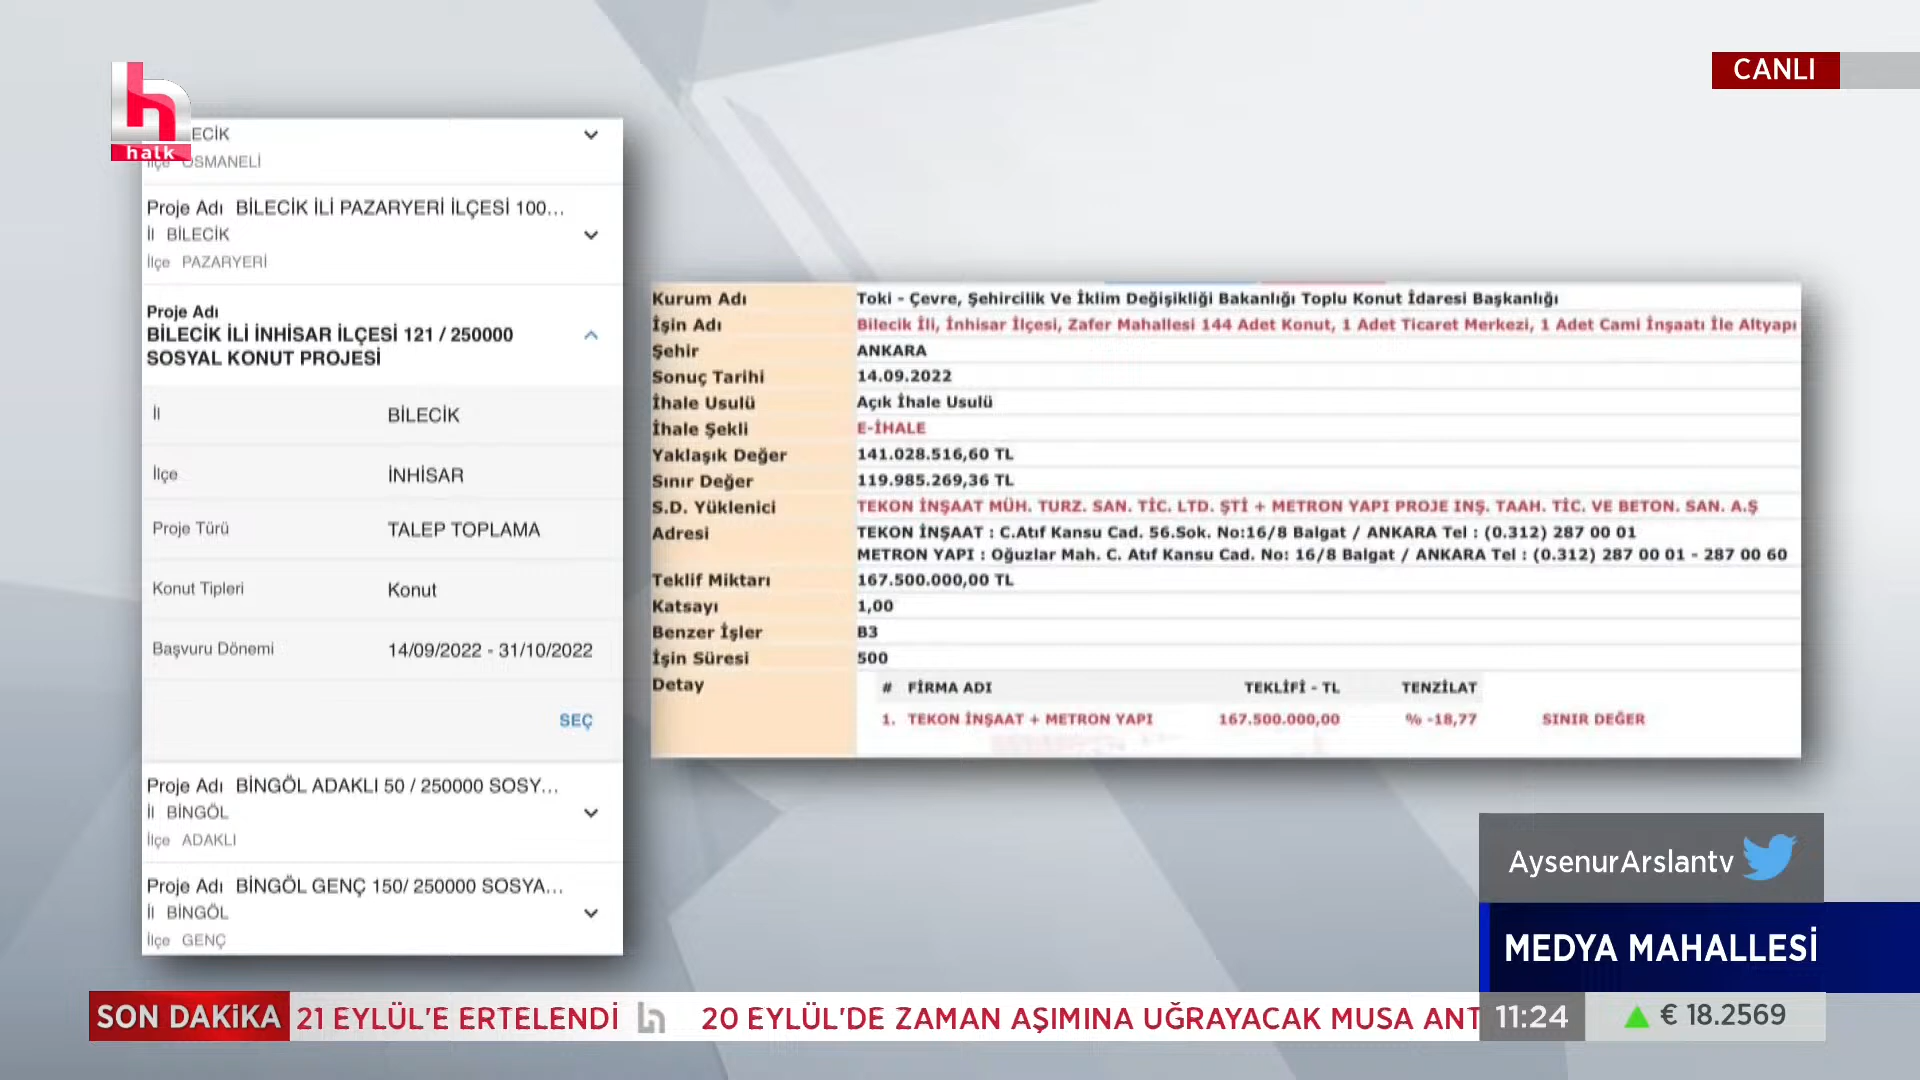 halk
CANLI
ECİK
İlçe OSMANELİ
Proje Adı BİLECİK İLİ PAZARYERİ İLÇESİ 100...
İl BİLECİK
İlçe PAZARYERİ
Proje Adı
BİLECİK İLİ İNHİSAR İLÇESİ 121 / 250000
SOSYAL KONUT PROJESİ
İl BİLECİK
İlçe İNHİSAR
Proje Türü TALEP TOPLAMA
Konut Tipleri Konut
Başvuru Dönemi 14/09/2022 - 31/10/2022
SEÇ
Proje Adı BİNGÖL ADAKLI 50 / 250000 SOSY...
İl BİNGÖL
İlçe ADAKLI
Proje Adı BİNGÖL GENÇ 150/ 250000 SOSYA...
İl BİNGÖL
İlçe GENÇ
Kurum Adı Toki - Çevre, Şehircilik Ve İklim Değişikliği Bakanlığı Toplu Konut İdaresi Başkanlığı
İşin Adı Bilecik İli, İnhisar İlçesi, Zafer Mahallesi 144 Adet Konut, 1 Adet Ticaret Merkezi, 1 Adet Cami İnşaatı İle Altyapı
Şehir ANKARA
Sonuç Tarihi 14.09.2022
İhale Usulü Açık İhale Usulü
İhale Şekli E-İHALE
Yaklaşık Değer 141.028.516,60 TL
Sınır Değer 119.985.269,36 TL
S.D. Yüklenici TEKON İNŞAAT MÜH. TURZ. SAN. TİC. LTD. ŞTİ + METRON YAPI PROJE INŞ. TAAH. TİC. VE BETON. SAN. A.Ş
Adresi TEKON İNŞAAT : C.Atıf Kansu Cad. 56.Sok. No:16/8 Balgat / ANKARA Tel : (0.312) 287 00 01
METRON YAPI : Oğuzlar Mah. C. Atıf Kansu Cad. No: 16/8 Balgat / ANKARA Tel : (0.312) 287 00 01 - 287 00 60
Teklif Miktarı 167.500.000,00 TL
Katsayı 1,00
Benzer İşler B3
İşin Süresi 500
Detay # FİRMA ADI TEKLİFİ - TL TENZİLAT
1. TEKON İNŞAAT + METRON YAPI 167.500.000,00 % -18,77 SINIR DEĞER
AysenurArslantv
MEDYA MAHALLESİ
SON DAKİKA 21 EYLÜL'E ERTELENDİ 20 EYLÜL'DE ZAMAN AŞIMINA UĞRAYACAK MUSA ANT 11:24 € 18.2569